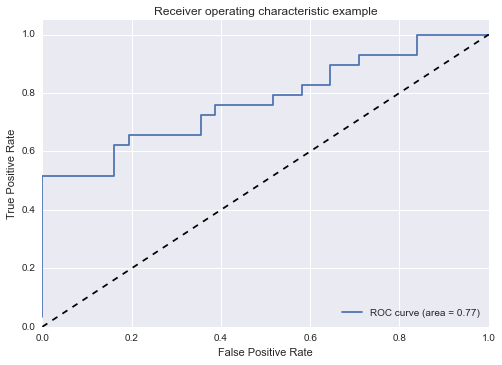 Receiver operating characteristic example
1.0
0.8
0.6
0.4
0.2
0.0
True Positive Rate
ROC curve (area = 0.77)
0.0 0.2 0.4 0.6 0.8 1.0
False Positive Rate